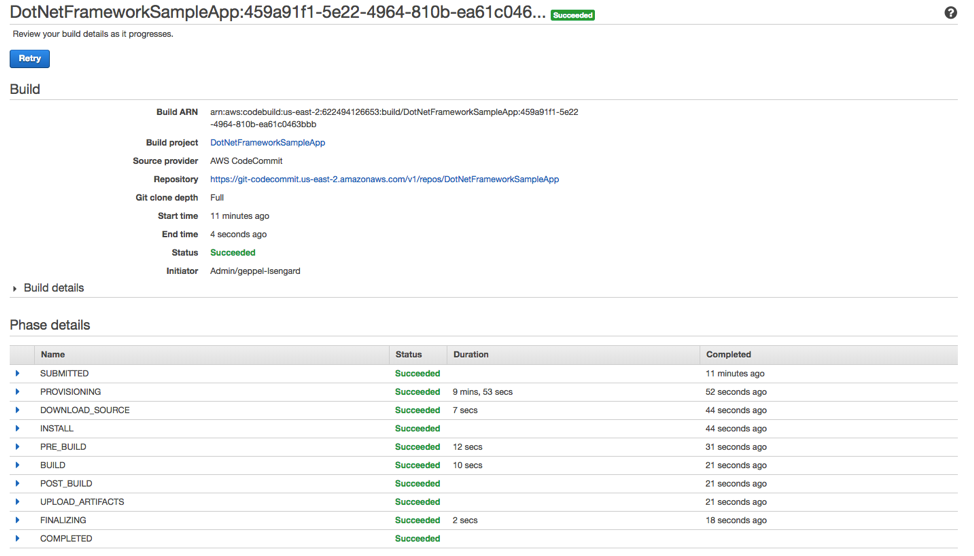 DotNetFrameworkSampleApp:459a91f1-5e22-4964-810b-ea61c046... Succeeded
Review your build details as it progresses.
Retry
Build
Build ARN arn:aws:codebuild:us-east-2:622494126653:build/DotNetFrameworkSampleApp:459a91f1-5e22
-4964-810b-ea61c0463bbb
Build project DotNetFrameworkSampleApp
Source provider AWS CodeCommit
Repository https://git-codecommit.us-east-2.amazonaws.com/v1/repos/DotNetFrameworkSampleApp
Git clone depth Full
Start time 11 minutes ago
End time 4 seconds ago
Status Succeeded
Initiator Admin/geppel-Isengard
Build details
Phase details
Name Status Duration Completed
SUBMITTED Succeeded 11 minutes ago
PROVISIONING Succeeded 9 mins, 53 secs 52 seconds ago
DOWNLOAD_SOURCE Succeeded 7 secs 44 seconds ago
INSTALL Succeeded 44 seconds ago
PRE_BUILD Succeeded 12 secs 31 seconds ago
BUILD Succeeded 10 secs 21 seconds ago
POST_BUILD Succeeded 21 seconds ago
UPLOAD_ARTIFACTS Succeeded 21 seconds ago
FINALIZING Succeeded 2 secs 18 seconds ago
COMPLETED Succeeded